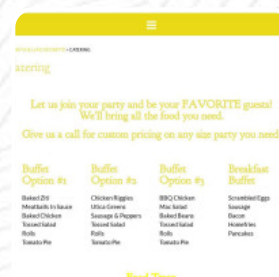 > CATERING
atering
Let us join your party and be your FAVORITE guests!
We'll bring all the food you need.
Give us a call for custom pricing on any size party you need
Buffet Option #1
Baked Ziti
Meatballs in Sauce
Baked Chicken
Tossed Salad
Rolls
Tomato Pie
Buffet Option #2
Chicken Riggies
Utica Greens
Sausage & Peppers
Tossed Salad
Rolls
Tomato Pie
Buffet Option #3
BBQ Chicken
Mac Salad
Baked Beans
Tossed Salad
Rolls
Tomato Pie
Breakfast Buffet
Scrambled Eggs
Sausage
Bacon
Homefries
Pancakes